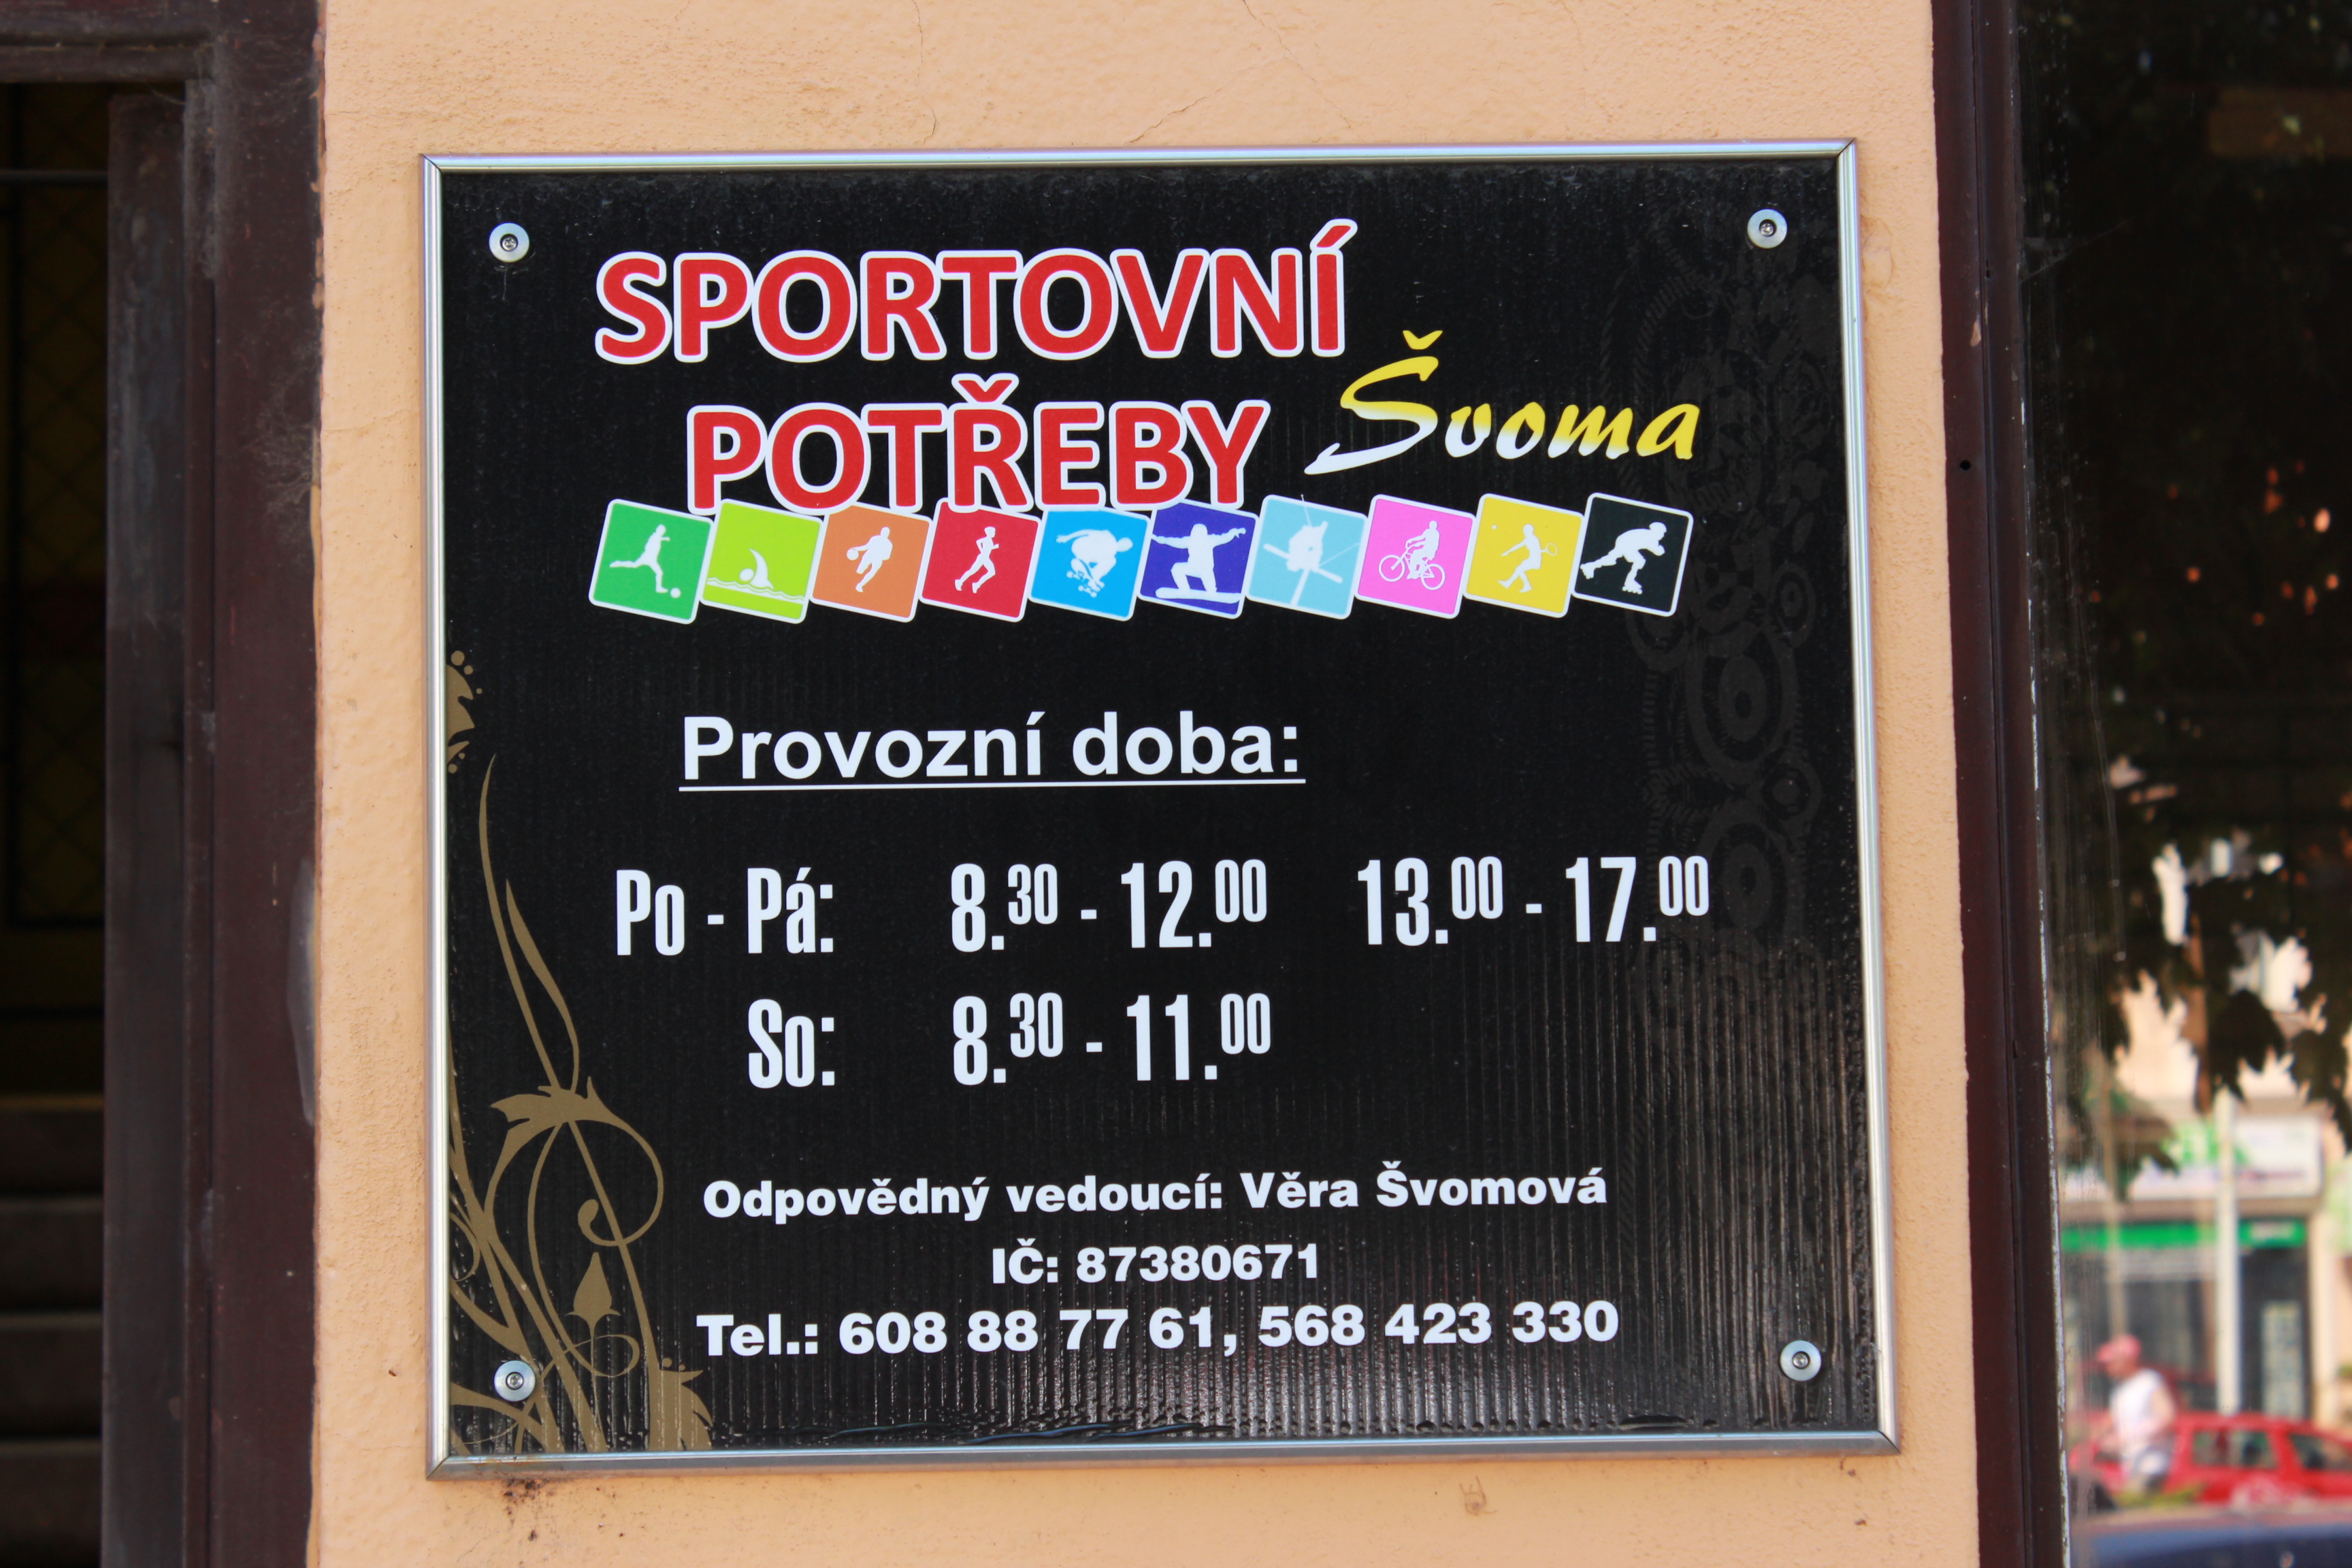 SPORTOVNÍ
POTŘEBY Švoma
Provozní doba:
Po - Pá: 8.30 - 12.00 13.00 - 17.00
So: 8.30 - 11.00
Odpovědný vedoucí: Věra Švomová
IČ: 87380671
Tel.: 608 88 77 61, 568 423 330